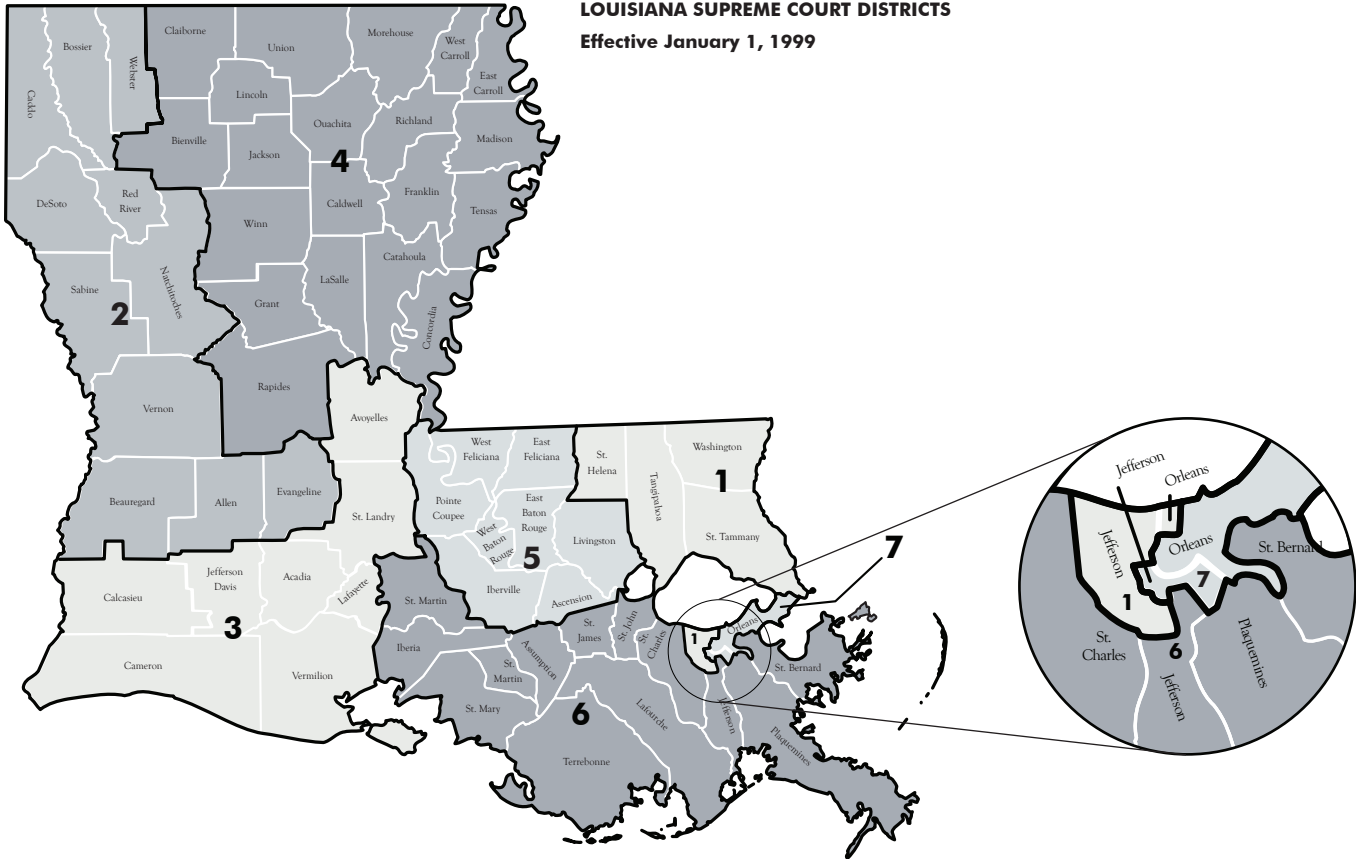 LOUISIANA SUPREME COURT DISTRICTS
Effective January 1, 1999
Bossier
Webster
Caddo
Claiborne
Union
Morehouse
West
Carroll
East
Carroll
Lincoln
Ouachita
Richland
Madison
Bienville
Jackson
4
DeSoto
Red
River
Winn
Caldwell
Franklin
Tensas
Catahoula
LaSalle
Sabine
2
Natchitoches
Grant
Concordia
Rapides
Vernon
Avoyelles
Beauregard
Allen
Evangeline
St. Landry
West
Feliciana
East
Feliciana
St.
Helena
Washington
1
Tangipahoa
St. Tammany
Pointe
Coupee
East
Baton
Rouge
West
Baton
Rouge
5
Livingston
Iberville
Ascension
7
Calcasieu
Jefferson
Davis
Acadia
Lafayette
3
Cameron
Vermilion
St. Martin
Iberia
St.
Martin
St. Mary
Assumption
St.
James
St. John
St.
Charles
1
Orleans
St. Bernard
6
Lafourche
Jefferson
Plaquemines
Terrebonne
Jefferson
Orleans
Jefferson
Orleans
St. Bernard
7
1
St.
Charles
6
Jefferson
Plaquemines